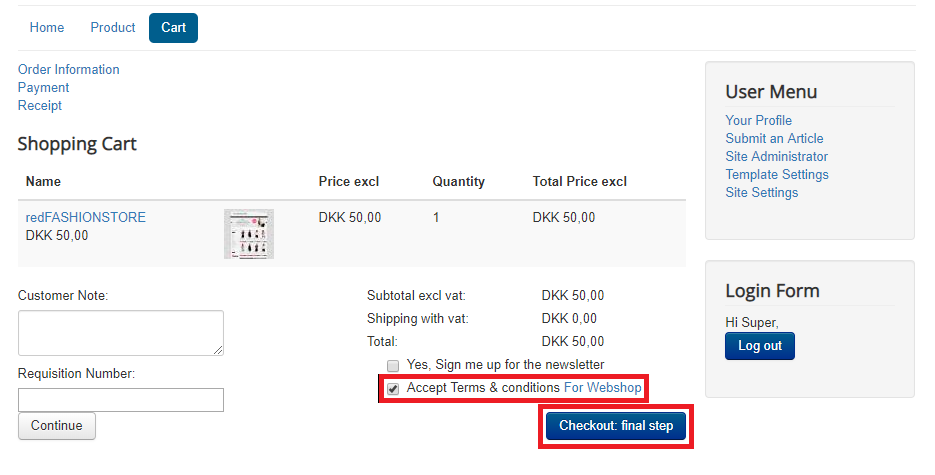 Home Product Cart
Order Information
Payment
Receipt
Shopping Cart
Name Price excl Quantity Total Price excl
redFASHIONSTORE DKK 50,00 1 DKK 50,00
DKK 50,00
Customer Note:
Requisition Number:
Continue
Subtotal excl vat: DKK 50,00
Shipping with vat: DKK 0,00
Total: DKK 50,00
Yes, Sign me up for the newsletter
Accept Terms & conditions For Webshop
Checkout: final step
User Menu
Your Profile
Submit an Article
Site Administrator
Template Settings
Site Settings
Login Form
Hi Super,
Log out